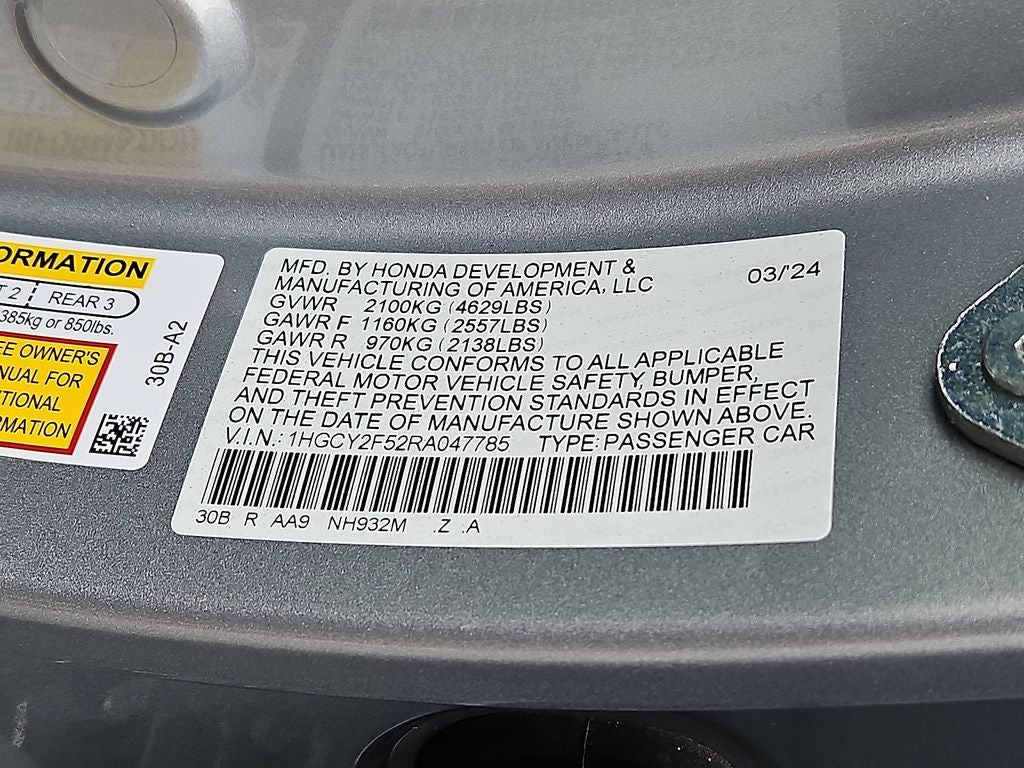 ORMATION
T 2 REAR 3
385kg or 850lbs.
EE OWNER'S
NUAL FOR
ITIONAL
RMATION
30B-A2
MFD. BY HONDA DEVELOPMENT &
MANUFACTURING OF AMERICA, LLC
03/'24
GVWR 2100KG (4629LBS)
GAWR F 1160KG (2557LBS)
GAWR R 970KG (2138LBS)
THIS VEHICLE CONFORMS TO ALL APPLICABLE
FEDERAL MOTOR VEHICLE SAFETY, BUMPER,
AND THEFT PREVENTION STANDARDS IN EFFECT
ON THE DATE OF MANUFACTURE SHOWN ABOVE.
V.I.N.: 1HGCY2F52RA047785 TYPE: PASSENGER CAR
30B R AA9 NH932M .Z .A